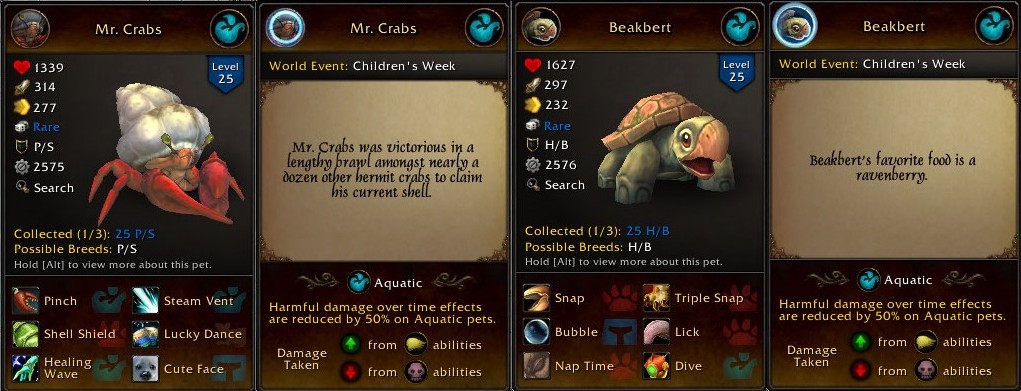 Mr. Crabs
Level
25
1339
314
277
Rare
P/S
2575
Search
Collected (1/3): 25 P/S
Possible Breeds: P/S
Hold [Alt] to view more about this pet.
Pinch
Steam Vent
Shell Shield
Lucky Dance
Healing
Wave
Cute Face
Mr. Crabs
World Event: Children's Week
Mr. Crabs was victorious in a
lengthy brawl amongst nearly a
dozen other hermit crabs to claim
his current shell.
Aquatic
Harmful damage over time effects
are reduced by 50% on Aquatic pets.
Damage
Taken
from abilities
from abilities
Beakbert
Level
25
1627
297
232
Rare
H/B
2576
Search
Collected (1/3): 25 H/B
Possible Breeds: H/B
Hold [Alt] to view more about this pet.
Snap
Triple Snap
Bubble
Lick
Nap Time
Dive
Beakbert
World Event: Children's Week
Beakbert's favorite food is a
ravenberry.
Aquatic
Harmful damage over time effects
are reduced by 50% on Aquatic pets.
Damage
Taken
from abilities
from abilities